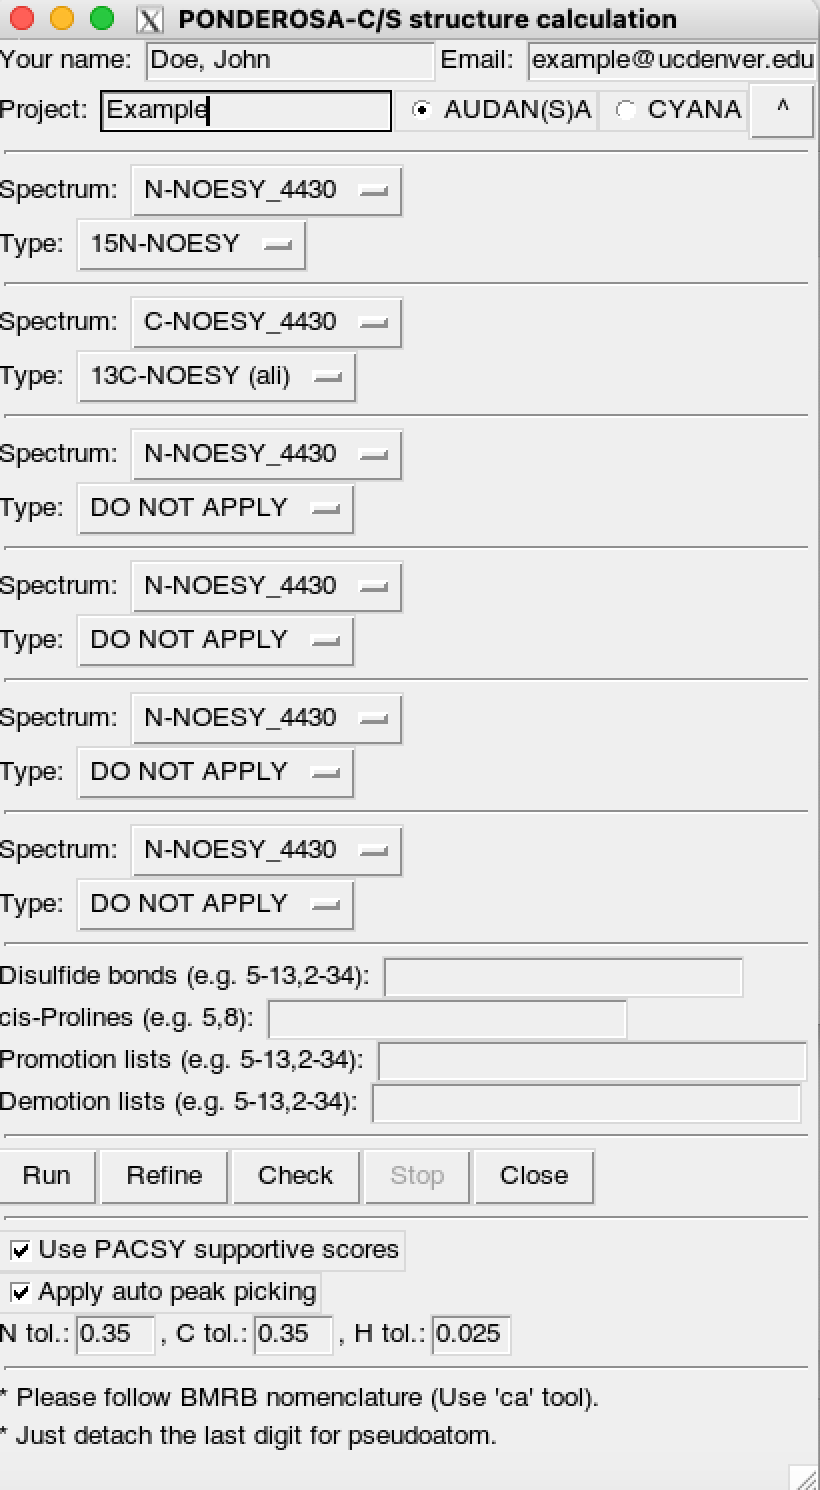 PONDEROSA-C/S structure calculation
Your name: Doe, John Email: example@ucdenver.edu
Project: Example AUDAN(S)A CYANA ^
Spectrum: N-NOESY_4430
Type: 15N-NOESY
Spectrum: C-NOESY_4430
Type: 13C-NOESY (ali)
Spectrum: N-NOESY_4430
Type: DO NOT APPLY
Spectrum: N-NOESY_4430
Type: DO NOT APPLY
Spectrum: N-NOESY_4430
Type: DO NOT APPLY
Spectrum: N-NOESY_4430
Type: DO NOT APPLY
Disulfide bonds (e.g. 5-13,2-34):
cis-Prolines (e.g. 5,8):
Promotion lists (e.g. 5-13,2-34):
Demotion lists (e.g. 5-13,2-34):
Run Refine Check Stop Close
Use PACSY supportive scores
Apply auto peak picking
N tol.: 0.35 , C tol.: 0.35 , H tol.: 0.025
* Please follow BMRB nomenclature (Use 'ca' tool).
* Just detach the last digit for pseudoatom.